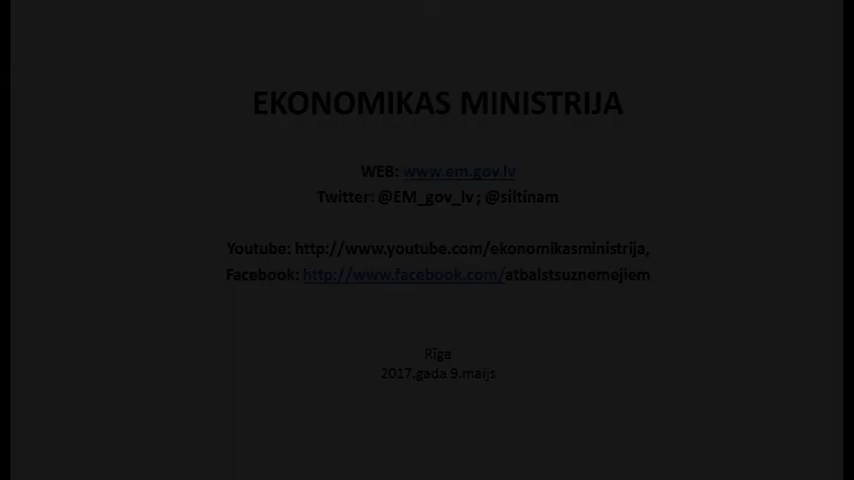 EKONOMIKAS MINISTRIJA
WEB: www.em.gov.lv
Twitter: @EM_gov_lv ; @siltinam
Youtube: http://www.youtube.com/ekonomikasministrija,
Facebook: http://www.facebook.com/atbalstsuznemejiem
Rīga
2017.gada 9.maijs